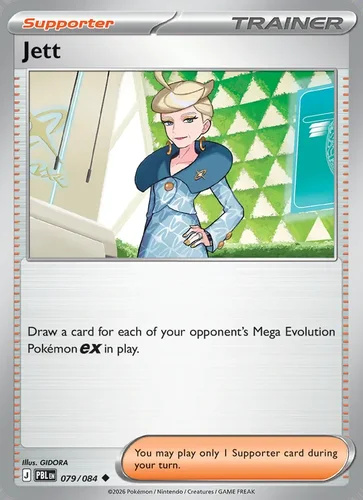 Supporter TRAINER
Jett
Draw a card for each of your opponent's Mega Evolution
Pokémon ex in play.
Illus. GIDORA
You may play only 1 Supporter card during
your turn.
J PBL EN 079/084
©2026 Pokémon / Nintendo / Creatures / GAME FREAK